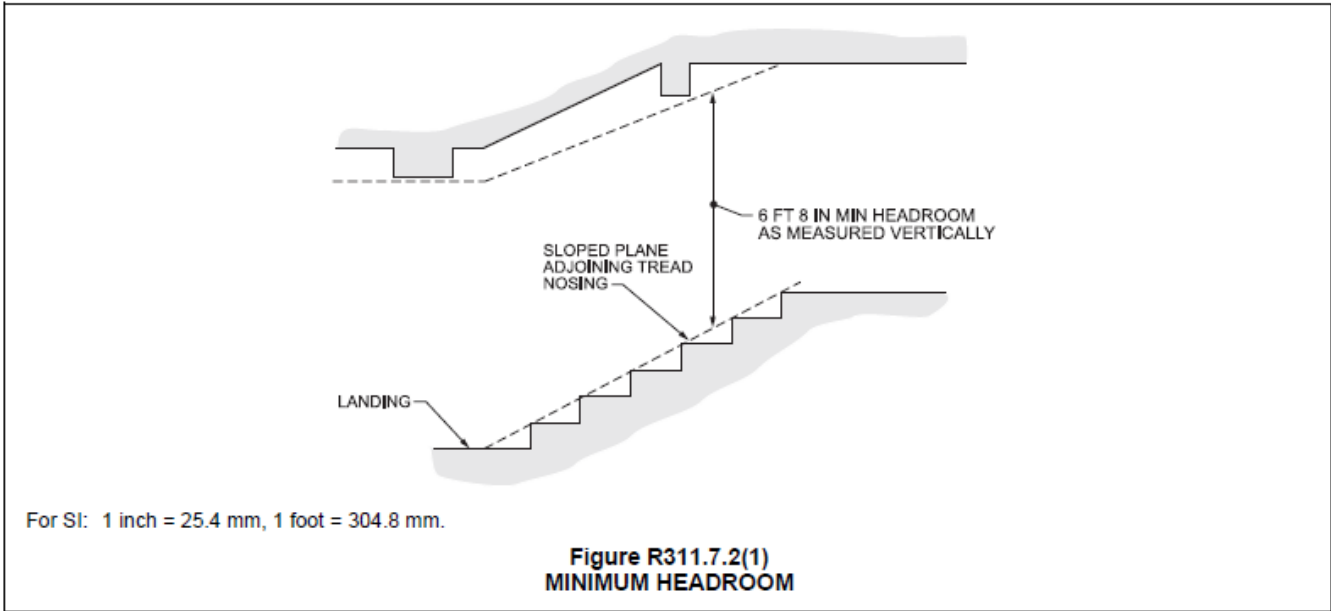 6 FT 8 IN MIN HEADROOM
AS MEASURED VERTICALLY
SLOPED PLANE
ADJOINING TREAD
NOSING
LANDING
For SI: 1 inch = 25.4 mm, 1 foot = 304.8 mm.
Figure R311.7.2(1)
MINIMUM HEADROOM